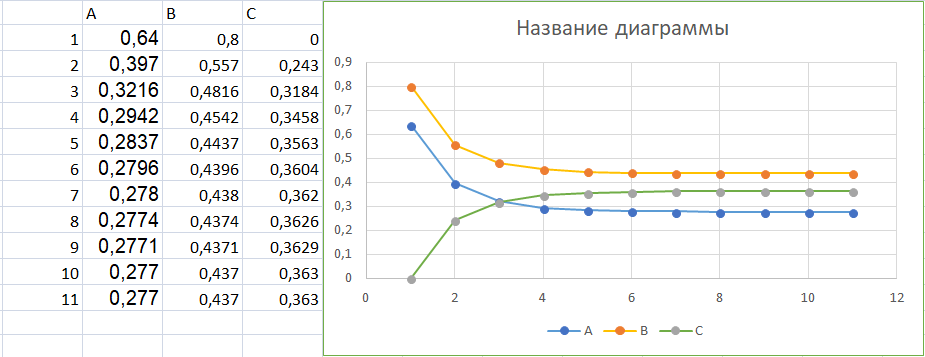 A B C
1 0,64 0,8 0
2 0,397 0,557 0,243
3 0,3216 0,4816 0,3184
4 0,2942 0,4542 0,3458
5 0,2837 0,4437 0,3563
6 0,2796 0,4396 0,3604
7 0,278 0,438 0,362
8 0,2774 0,4374 0,3626
9 0,2771 0,4371 0,3629
10 0,277 0,437 0,363
11 0,277 0,437 0,363
Название диаграммы
0,9
0,8
0,7
0,6
0,5
0,4
0,3
0,2
0,1
0
0 2 4 6 8 10 12
A B C